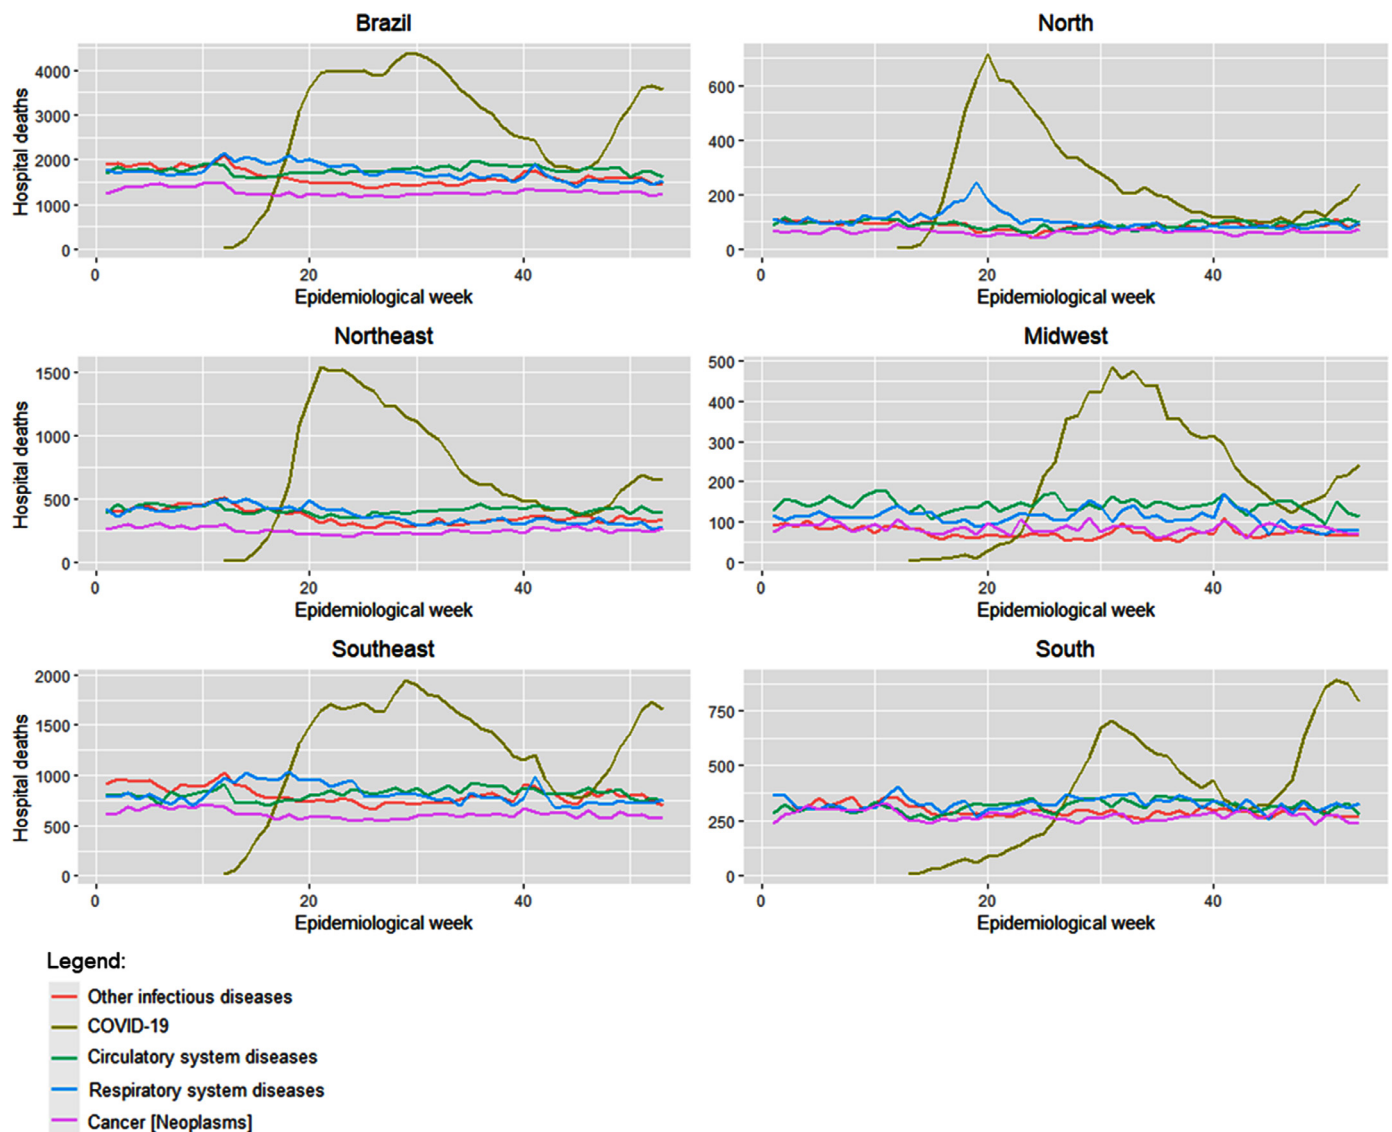 Brazil
Hospital deaths
4000
3000
2000
1000
0
0 20 40
Epidemiological week
North
600
400
200
0
0 20 40
Epidemiological week
Northeast
Hospital deaths
1500
1000
500
0
0 20 40
Epidemiological week
Midwest
500
400
300
200
100
0
0 20 40
Epidemiological week
Southeast
Hospital deaths
2000
1500
1000
500
0
0 20 40
Epidemiological week
South
750
500
250
0
0 20 40
Epidemiological week
Legend:
Other infectious diseases
COVID-19
Circulatory system diseases
Respiratory system diseases
Cancer [Neoplasms]